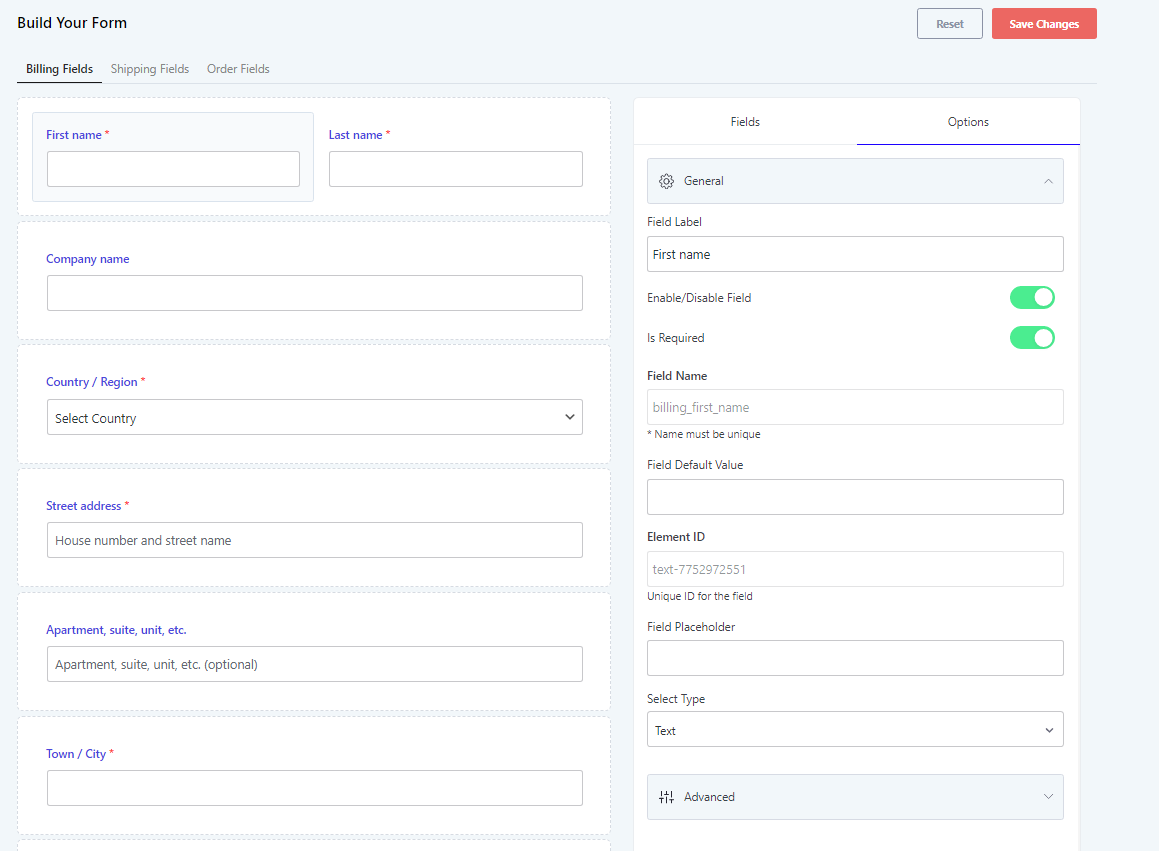 Build Your Form
Reset
Save Changes
Billing Fields
Shipping Fields
Order Fields
First name *
Last name *
Company name
Country / Region *
Select Country
Street address *
House number and street name
Apartment, suite, unit, etc.
Apartment, suite, unit, etc. (optional)
Town / City *
Fields
Options
General
Field Label
First name
Enable/Disable Field
Is Required
Field Name
billing_first_name
* Name must be unique
Field Default Value
Element ID
text-7752972551
Unique ID for the field
Field Placeholder
Select Type
Text
Advanced